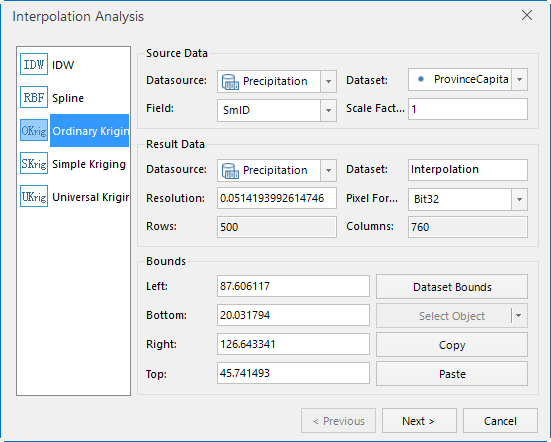 Interpolation Analysis
IDW IDW
RBF Spline
OKrig Ordinary Krigin
SKrig Simple Kriging
UKrig Universal Krigin
Source Data
Datasource: Precipitation Dataset: ProvinceCapita
Field: SmID Scale Fact... 1
Result Data
Datasource: Precipitation Dataset: Interpolation
Resolution: 0.0514193992614746 Pixel For... Bit32
Rows: 500 Columns: 760
Bounds
Left: 87.606117 Dataset Bounds
Bottom: 20.031794 Select Object
Right: 126.643341 Copy
Top: 45.741493 Paste
< Previous Next > Cancel